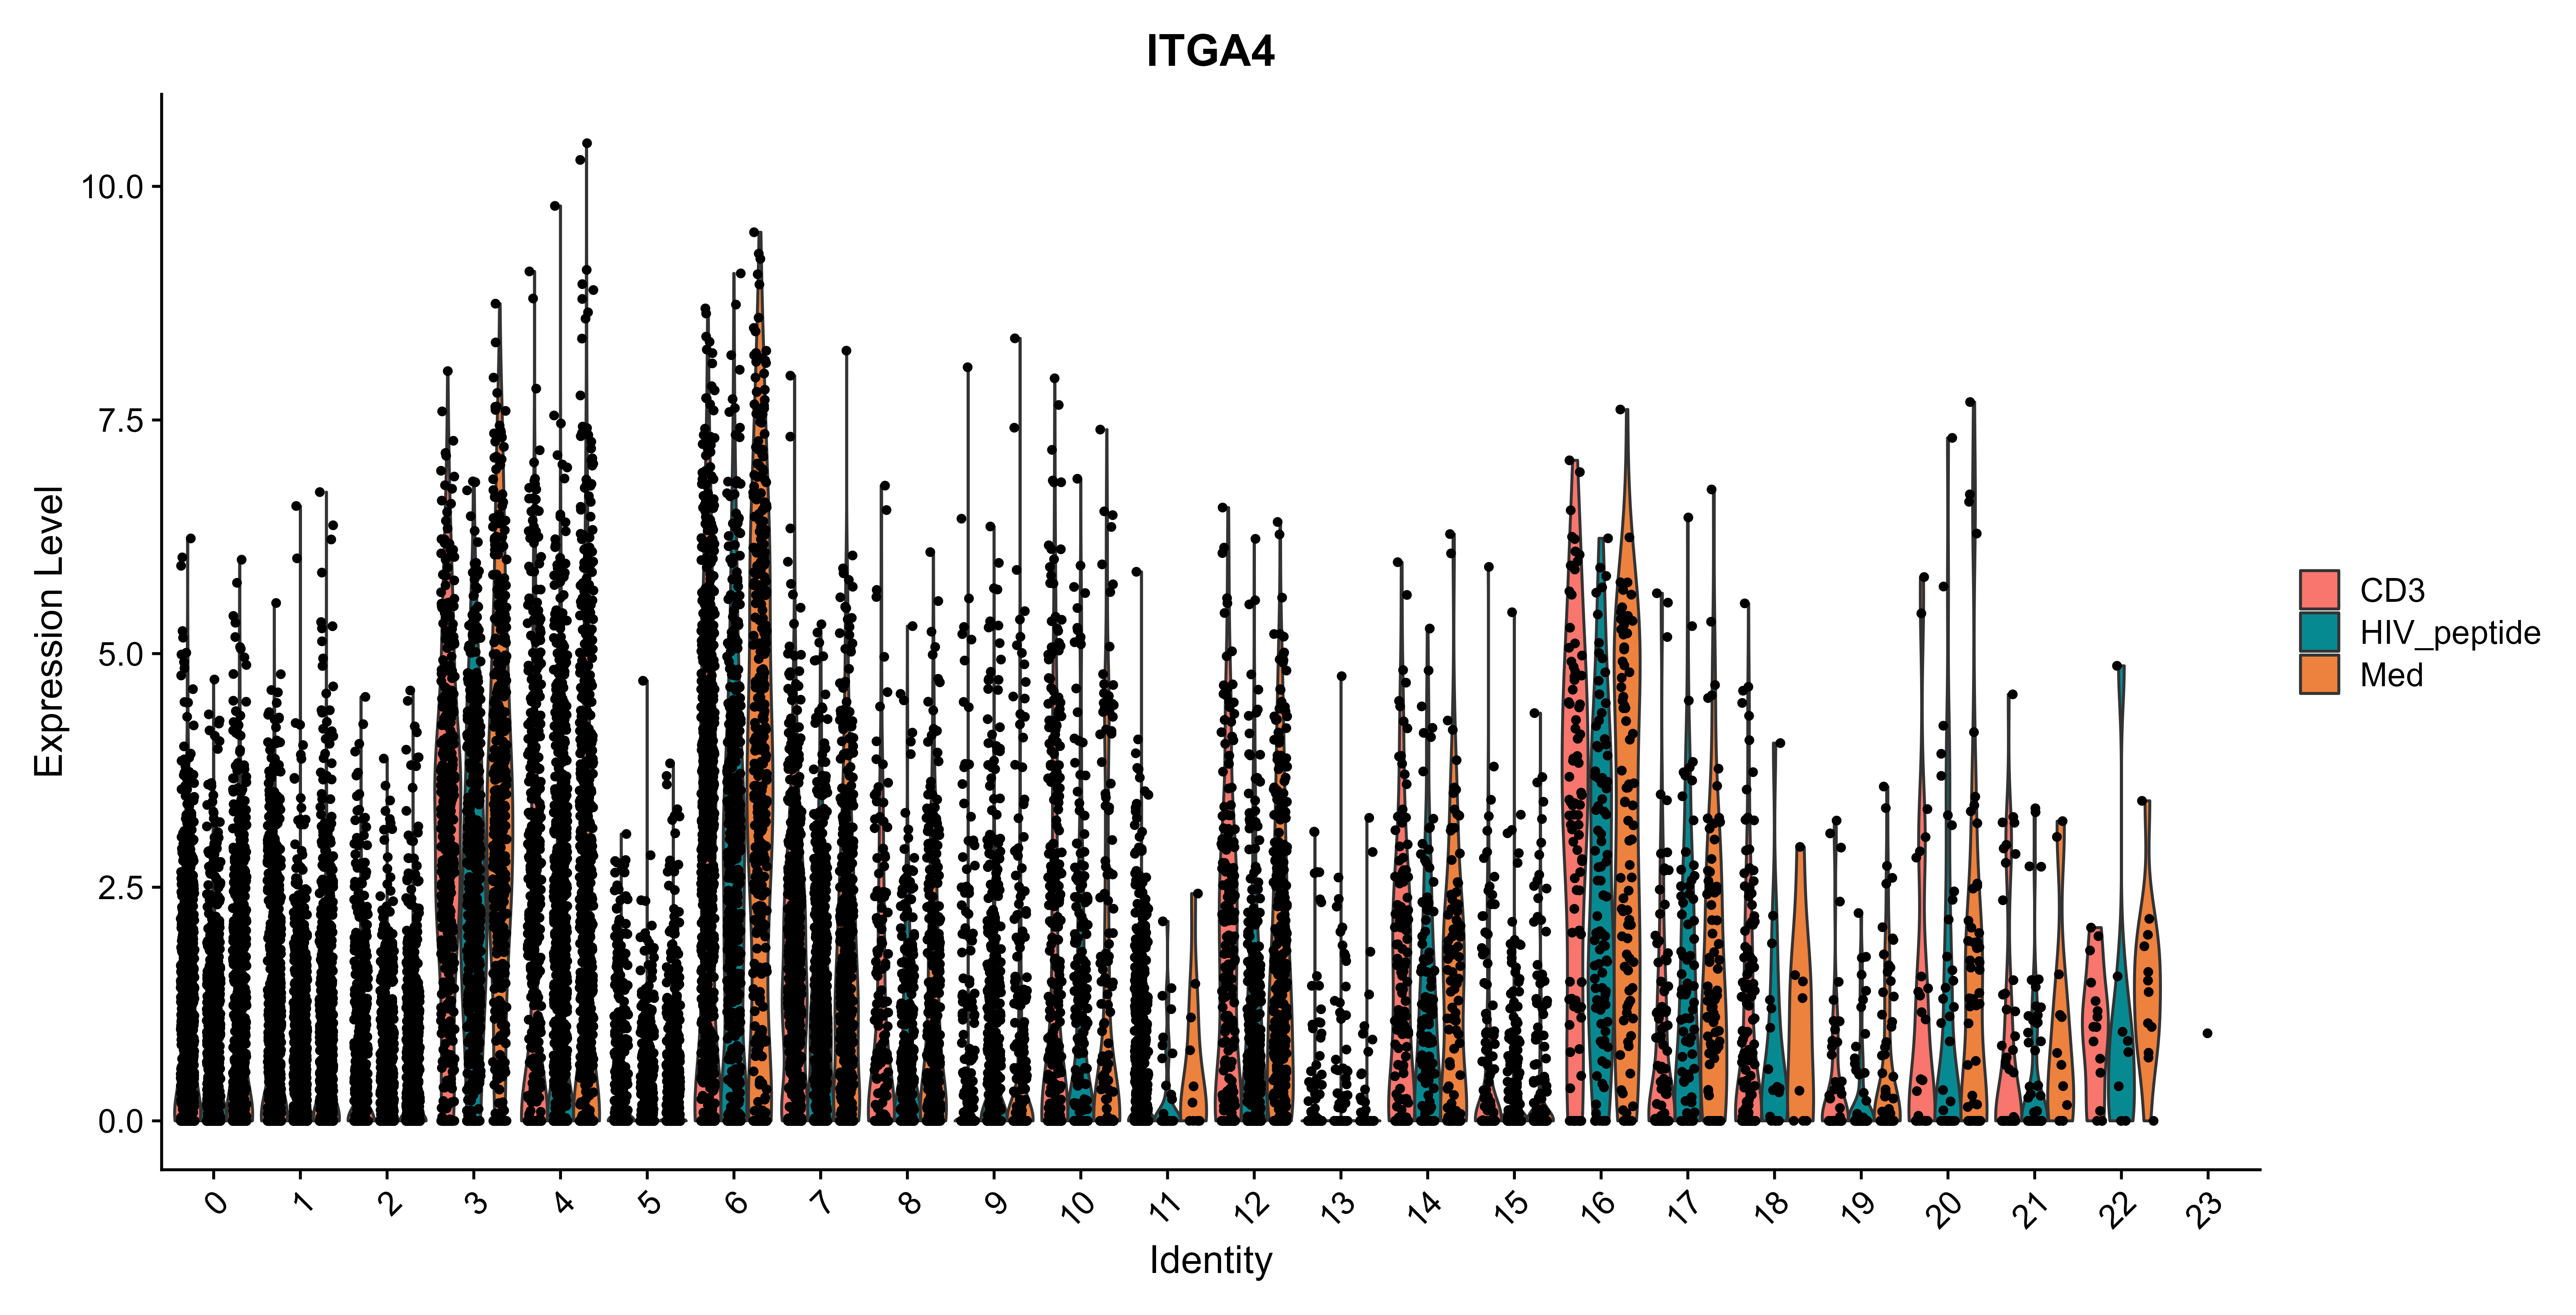 ITGA4
Expression Level
10.0
7.5
5.0
2.5
0.0
0 1 2 3 4 5 6 7 8 9 10 11 12 13 14 15 16 17 18 19 20 21 22 23
Identity
CD3
HIV_peptide
Med